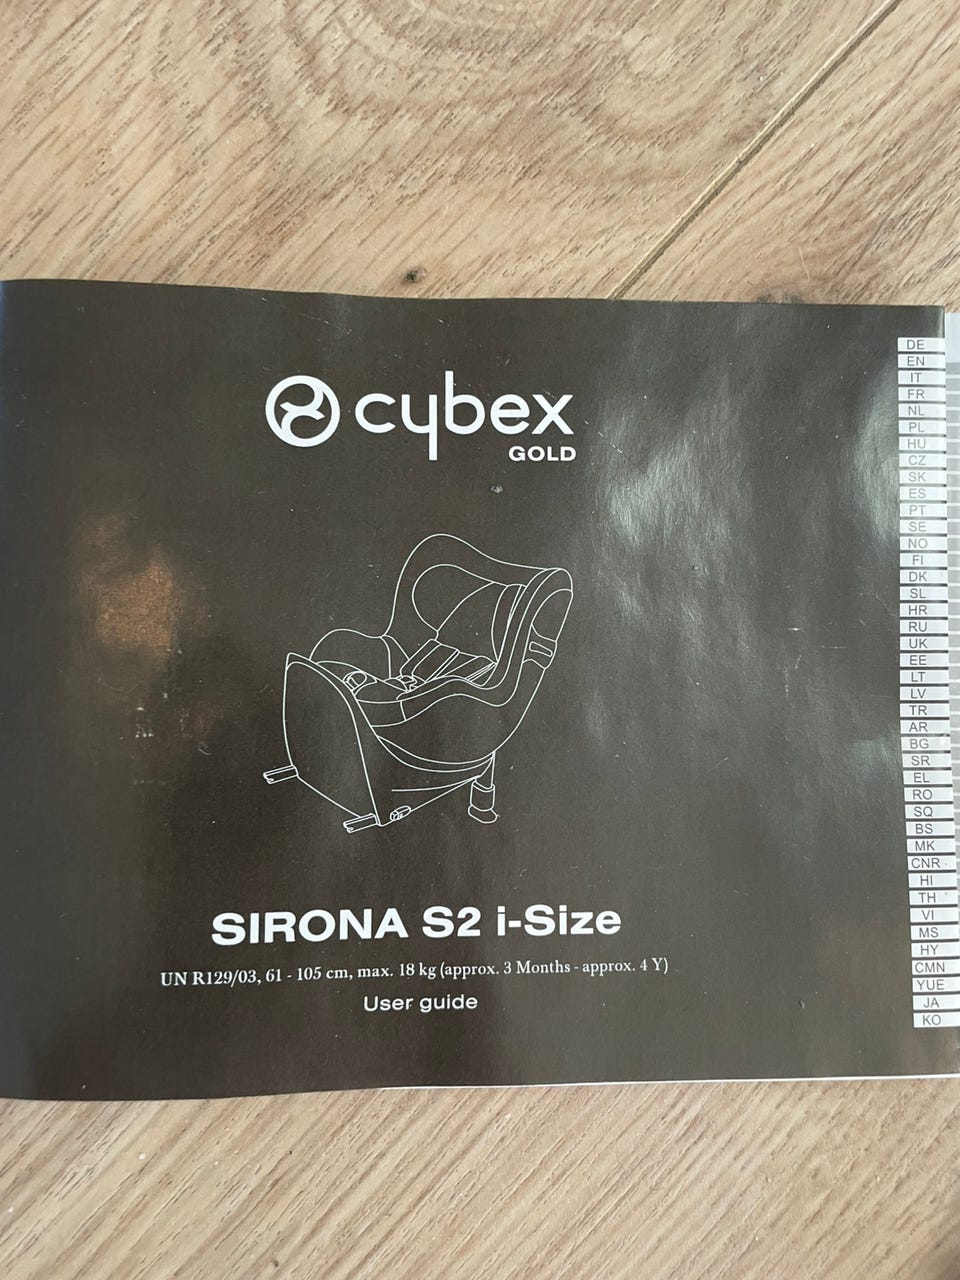 cybex
GOLD
SIRONA S2 i-Size
UN R129/03, 61 - 105 cm, max. 18 kg (approx. 3 Months - approx. 4 Y)
User guide
DE
EN
IT
FR
NL
PL
HU
CZ
SK
ES
PT
SE
NO
FI
DK
SL
HR
RU
UK
EE
LT
LV
TR
AR
BG
SR
EL
RO
SQ
BS
MK
CNR
HI
TH
VI
MS
HY
CMN
YUE
JA
KO